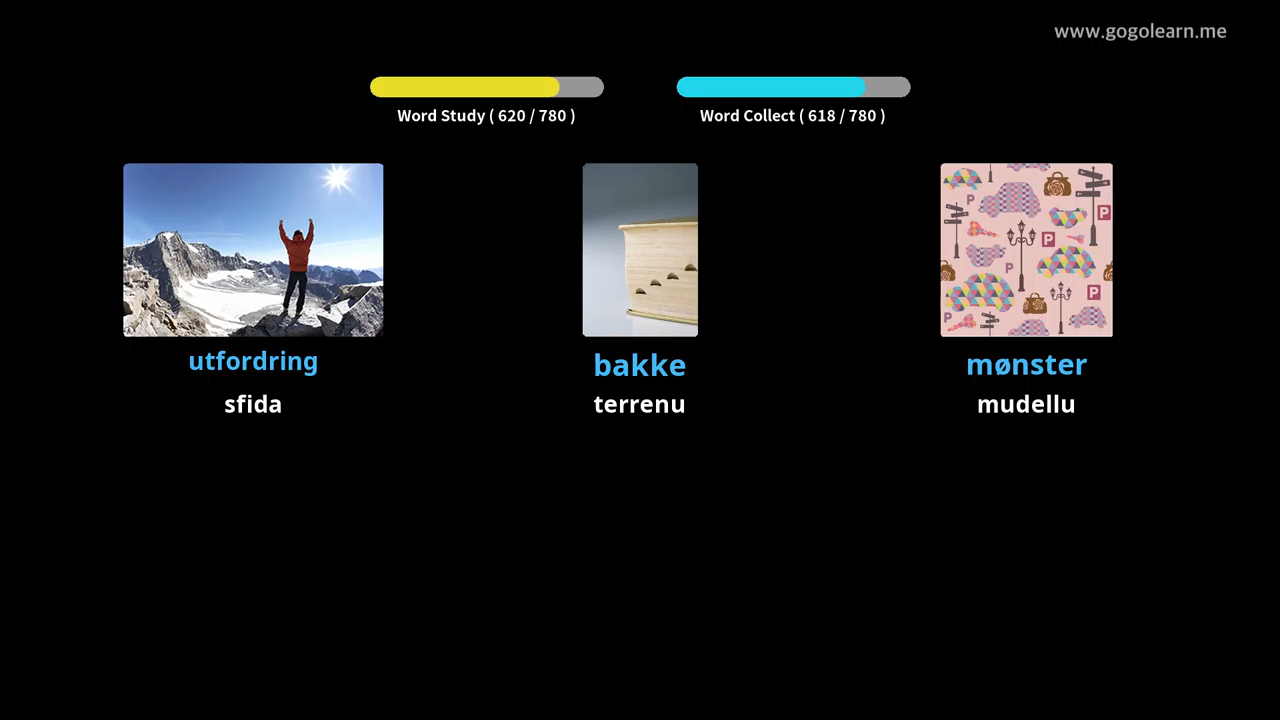 www.gogolearn.me
Word Study ( 620 / 780 )
Word Collect ( 618 / 780 )
utfordring
bakke
mønster
sfida
terrenu
mudellu